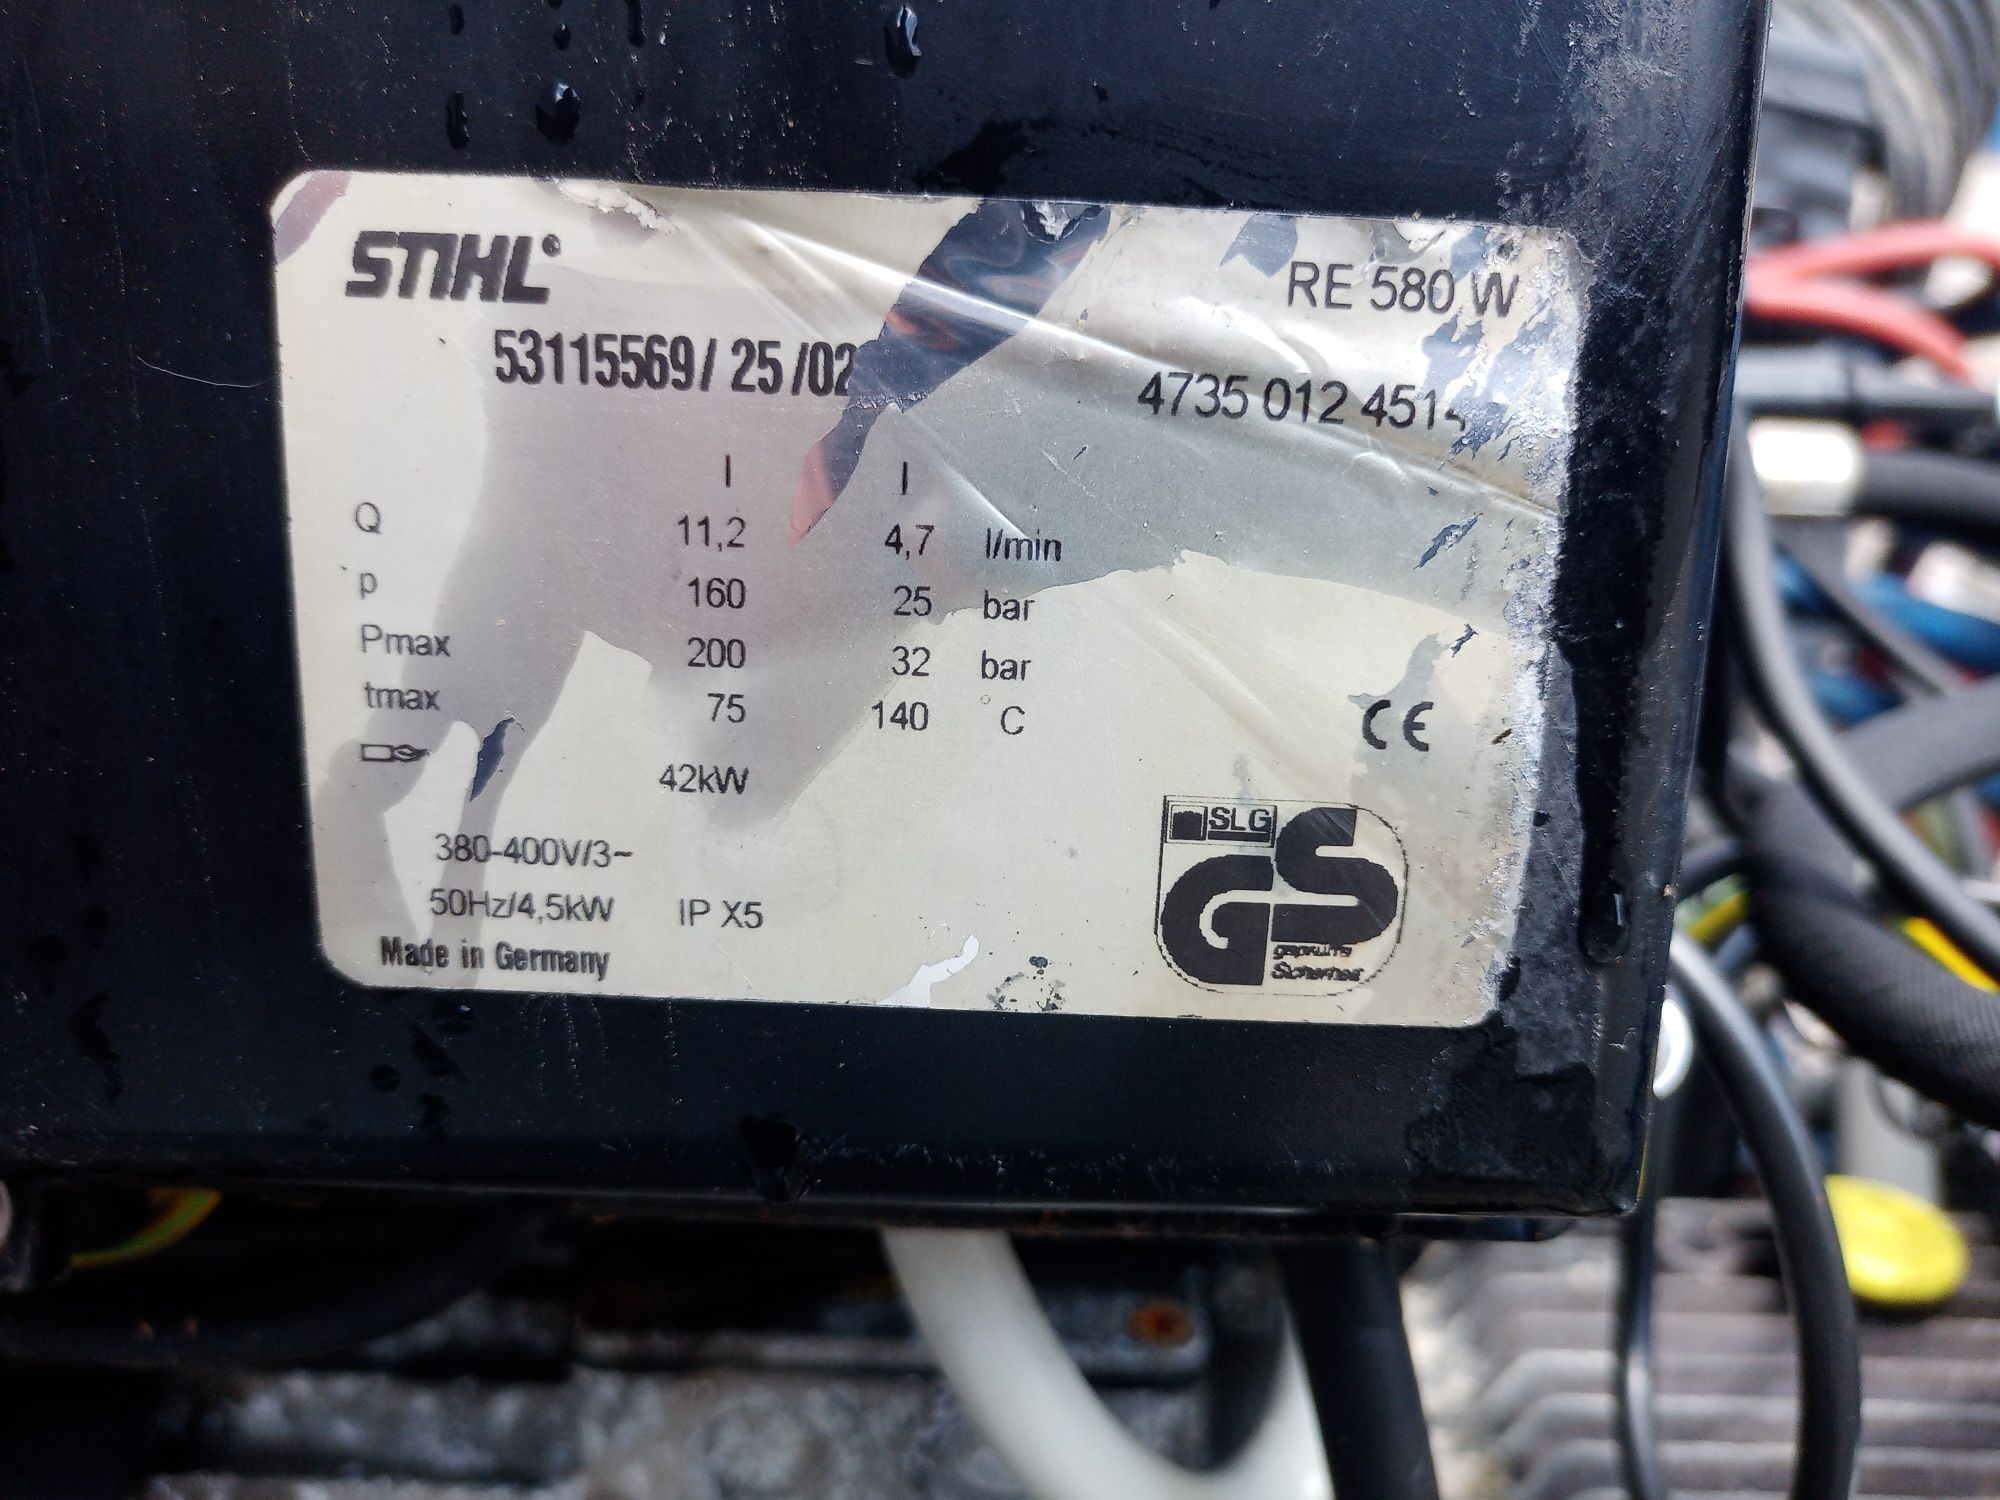 STIHL®
RE 580 W
53115569/ 25 /02
4735 012 451
I I
Q 11,2 4,7 l/min
p 160 25 bar
Pmax 200 32 bar
tmax 75 140 ° C
42kW
CE
380-400V/3~
50Hz/4,5kW IP X5
Made in Germany
SLG
GS
geprüfte
Sicherheit